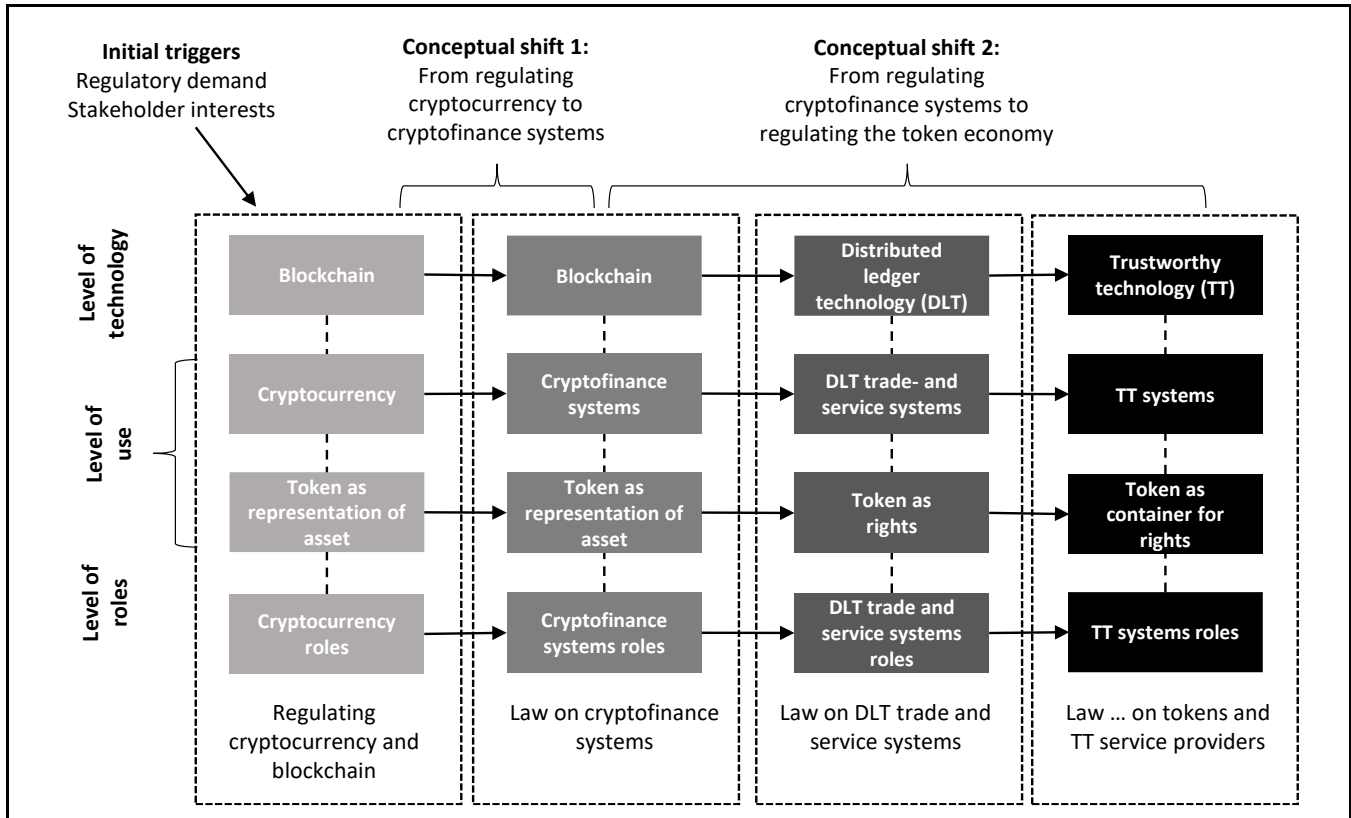 Initial triggers
Regulatory demand
Stakeholder interests
Conceptual shift 1:
From regulating
cryptocurrency to
cryptofinance systems
Conceptual shift 2:
From regulating
cryptofinance systems to
regulating the token economy
Level of
technology
Blockchain
Blockchain
Distributed
ledger
technology (DLT)
Trustworthy
technology (TT)
Level of
use
Cryptocurrency
Cryptofinance
systems
DLT trade- and
service systems
TT systems
Token as
representation of
asset
Token as
representation of
asset
Token as
rights
Token as
container for
rights
Level of
roles
Cryptocurrency
roles
Cryptofinance
systems roles
DLT trade and
service systems
roles
TT systems roles
Regulating
cryptocurrency and
blockchain
Law on cryptofinance
systems
Law on DLT trade and
service systems
Law … on tokens and
TT service providers